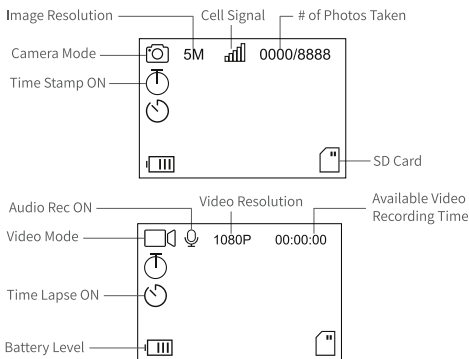 Image Resolution
Cell Signal
# of Photos Taken
Camera Mode
5M
0000/8888
Time Stamp ON
SD Card
Audio Rec ON
Video Resolution
Available Video
Recording Time
Video Mode
1080P
00:00:00
Time Lapse ON
Battery Level